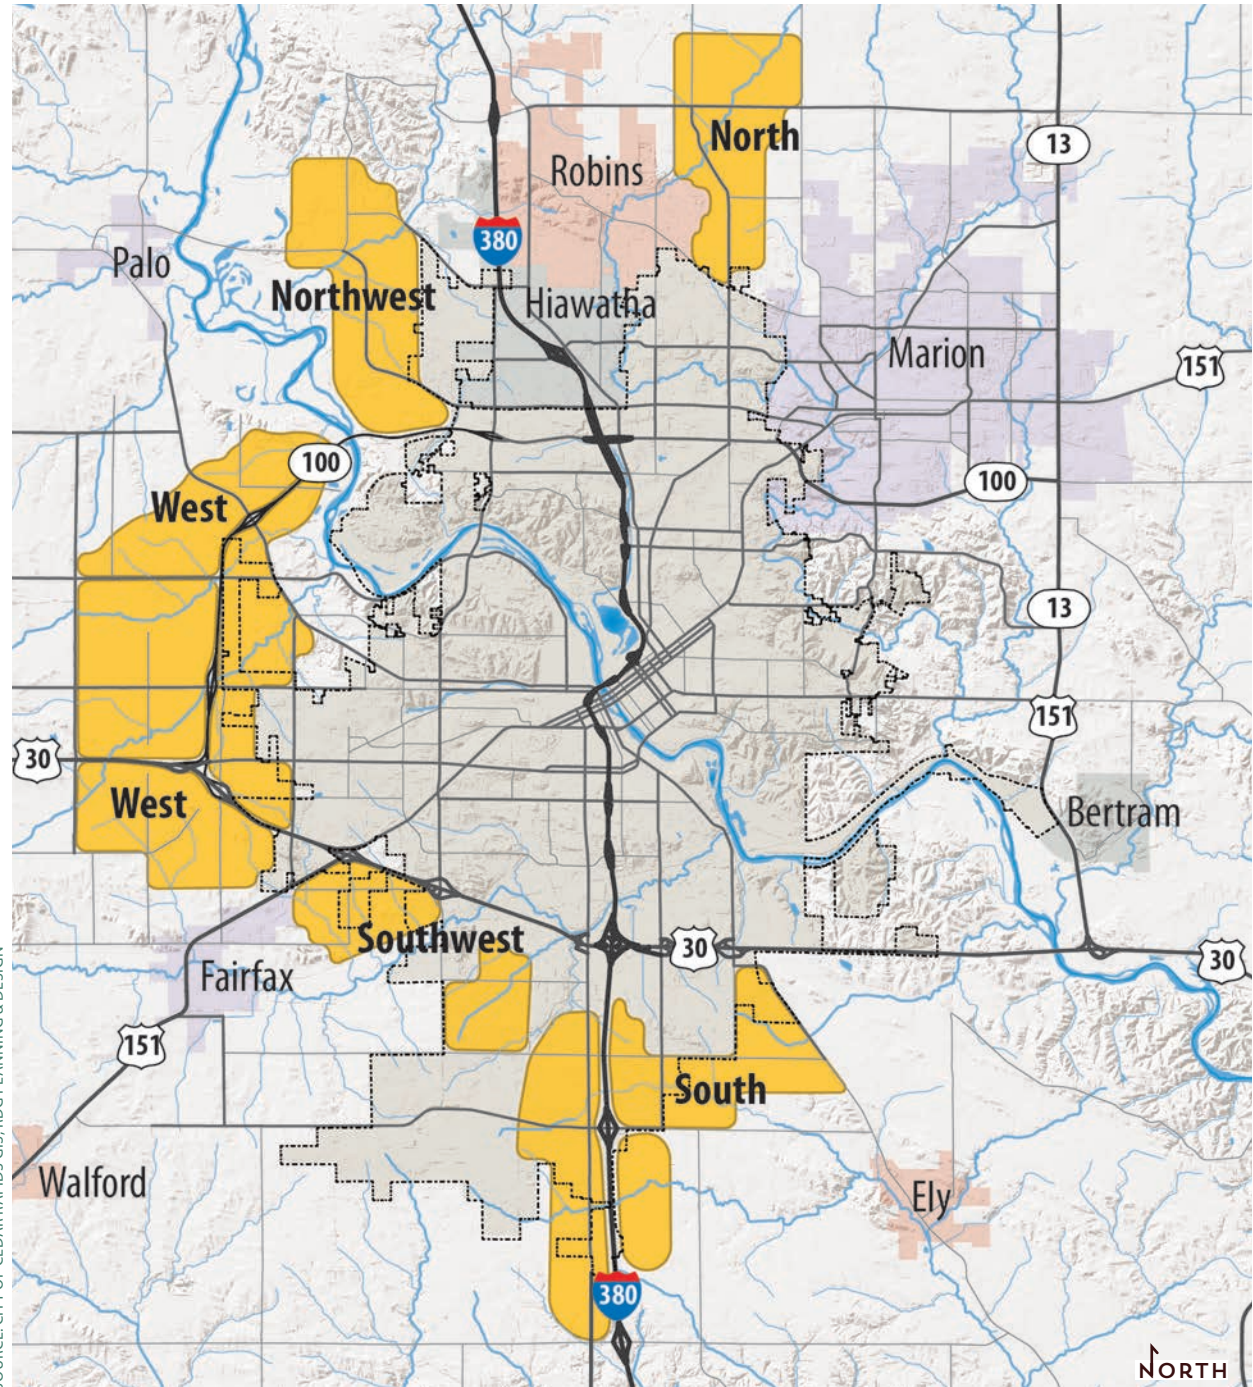 North
13
Robins
380
Palo
Northwest
Hiawatha
Marion
151
100
100
West
13
151
30
West
Bertram
Southwest
30
30
Fairfax
151
South
Walford
Ely
380
NORTH